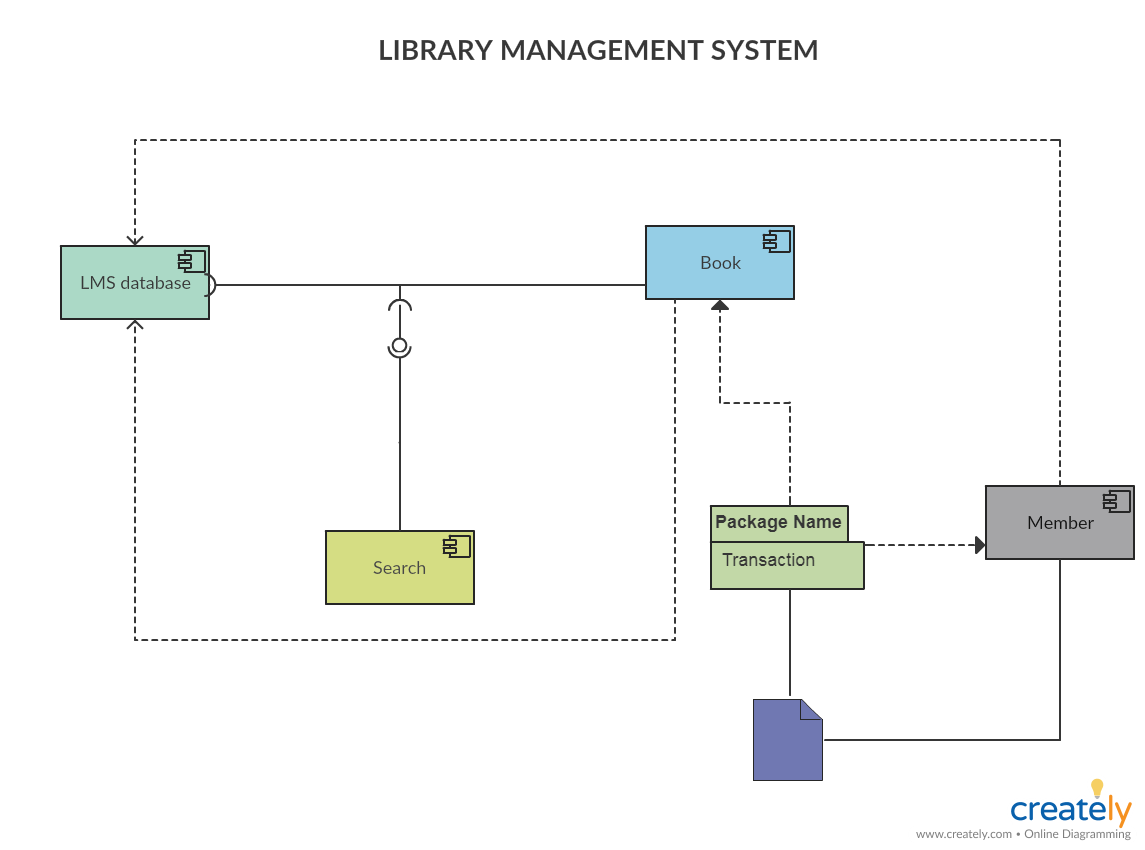 LIBRARY MANAGEMENT SYSTEM
Book
LMS database
Member
Package Name
Transaction
Search
creately
www.creately.com • Online Diagramming